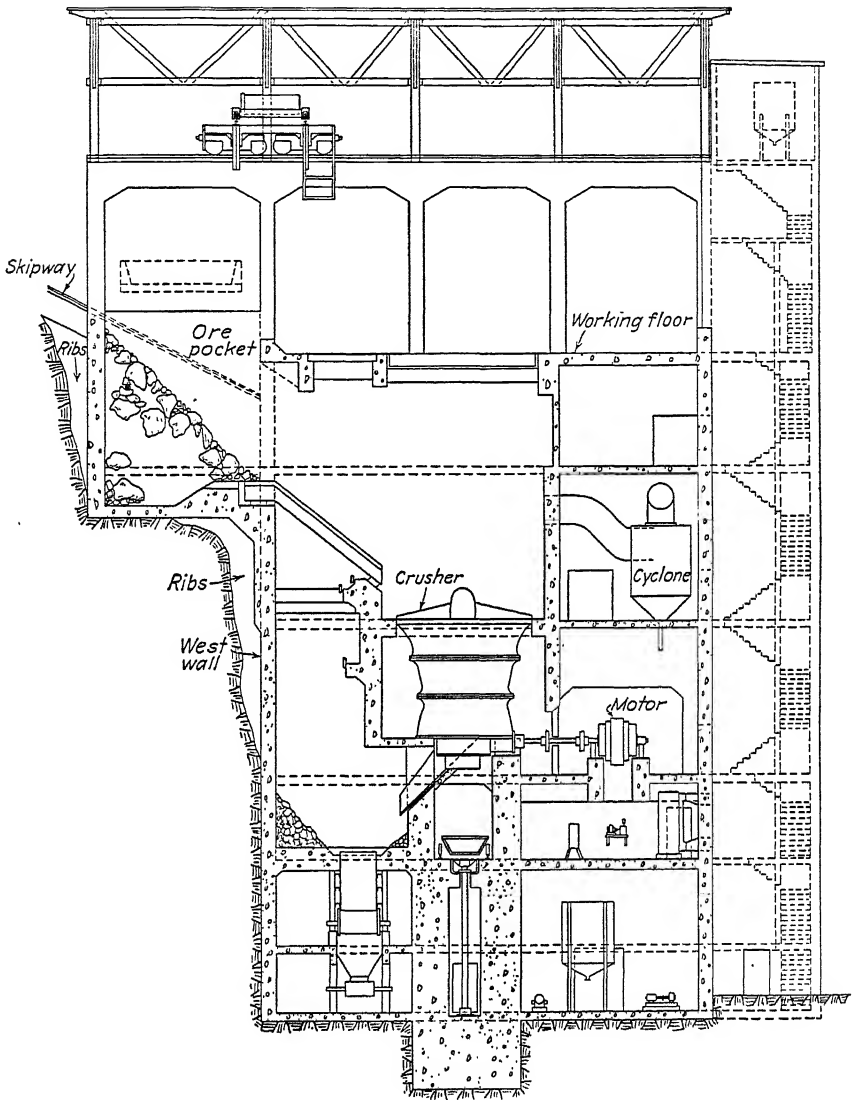 Skipway
Ribs
Ore
pocket
Working floor
Ribs
Crusher
Cyclone
West
wall
Motor